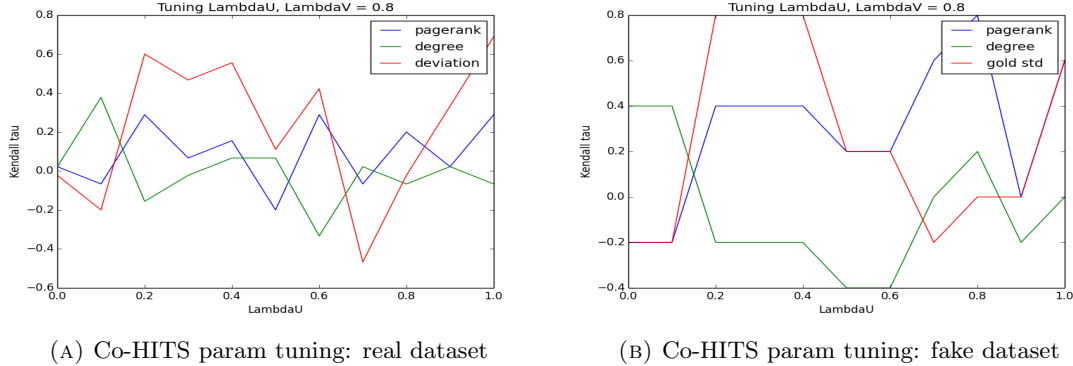 Tuning LambdaU, LambdaV = 0.8
0.8
0.6
0.4
0.2
0.0
−0.2
−0.4
−0.6
Kendall tau
pagerank
degree
deviation
0.0 0.2 0.4 0.6 0.8 1.0
LambdaU
(A) Co-HITS param tuning: real dataset
Tuning LambdaU, LambdaV = 0.8
0.8
0.6
0.4
0.2
0.0
−0.2
−0.4
Kendall tau
pagerank
degree
gold std
0.0 0.2 0.4 0.6 0.8 1.0
LambdaU
(B) Co-HITS param tuning: fake dataset